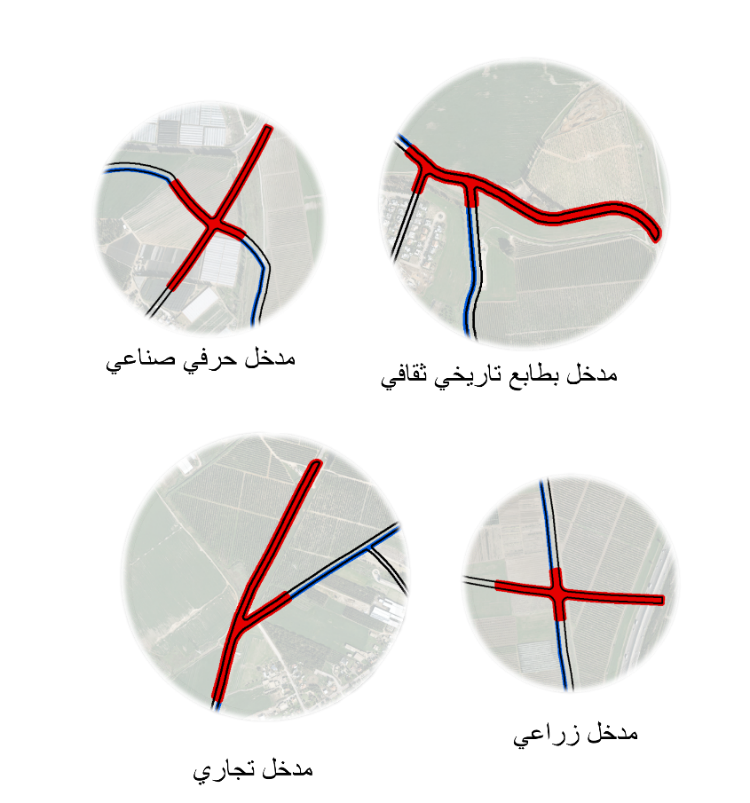 مدخل حرفي صناعي
مدخل بطابع تاريخي ثقافي
مدخل زراعي
مدخل تجاري